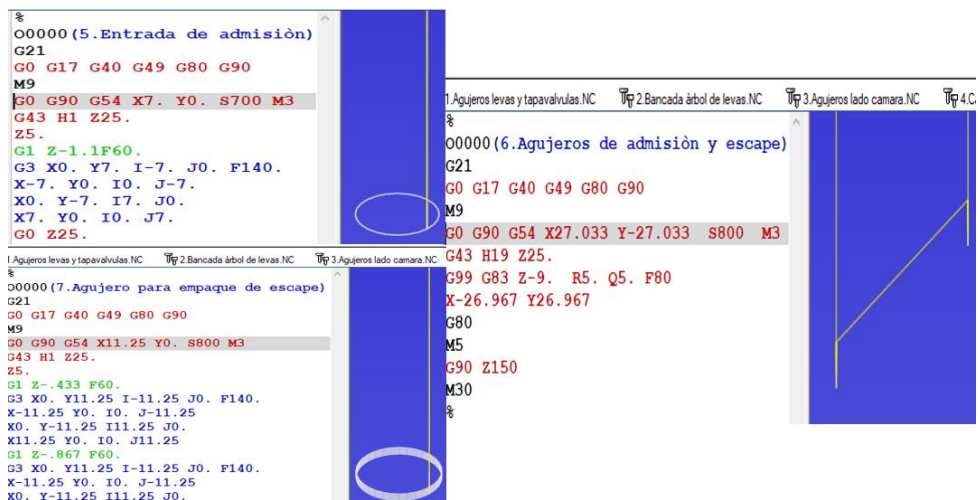 %
O0000(5.Entrada de admisiòn)
G21
G0 G17 G40 G49 G80 G90
M9
G0 G90 G54 X7. Y0. S700 M3
G43 H1 Z25.
Z5.
G1 Z-1.1F60.
G3 X0. Y7. I-7. J0. F140.
X-7. Y0. I0. J-7.
X0. Y-7. I7. J0.
X7. Y0. I0. J7.
G0 Z25.
1.Agujeros levas y tapavalvulas.NC 2.Bancada àrbol de levas.NC 3.Agujeros lado camara.NC
%
O0000(7.Agujero para empaque de escape)
G21
G0 G17 G40 G49 G80 G90
M9
G0 G90 G54 X11.25 Y0. S800 M3
G43 H1 Z25.
Z5.
G1 Z-.433 F60.
G3 X0. Y11.25 I-11.25 J0. F140.
X-11.25 Y0. I0. J-11.25
X0. Y-11.25 I11.25 J0.
X11.25 Y0. I0. J11.25
G1 Z-.867 F60.
G3 X0. Y11.25 I-11.25 J0. F140.
X-11.25 Y0. I0. J-11.25
X0. Y-11.25 I11.25 J0.
1.Agujeros levas y tapavalvulas.NC 2.Bancada àrbol de levas.NC 3.Agujeros lado camara.NC 4.C
%
O0000(6.Agujeros de admisiòn y escape)
G21
G0 G17 G40 G49 G80 G90
M9
G0 G90 G54 X27.033 Y-27.033 S800 M3
G43 H19 Z25.
G99 G83 Z-9. R5. Q5. F80
X-26.967 Y26.967
G80
M5
G90 Z150
M30
%